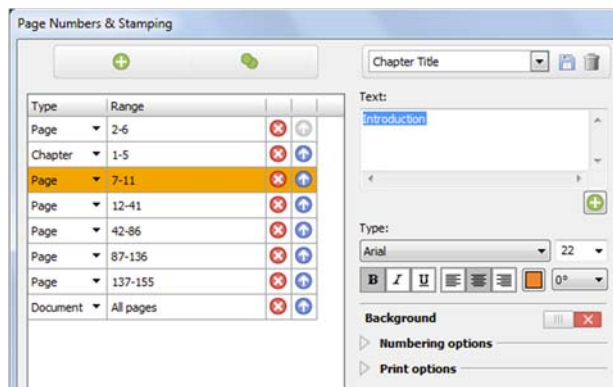 Page Numbers & Stamping
Chapter Title
Text:
Introduction
Type Range
Page 2-6
Chapter 1-5
Page 7-11
Page 12-41
Page 42-86
Page 87-136
Page 137-155
Document All pages
Type:
Arial 22
B I U 0°
Background
Numbering options
Print options